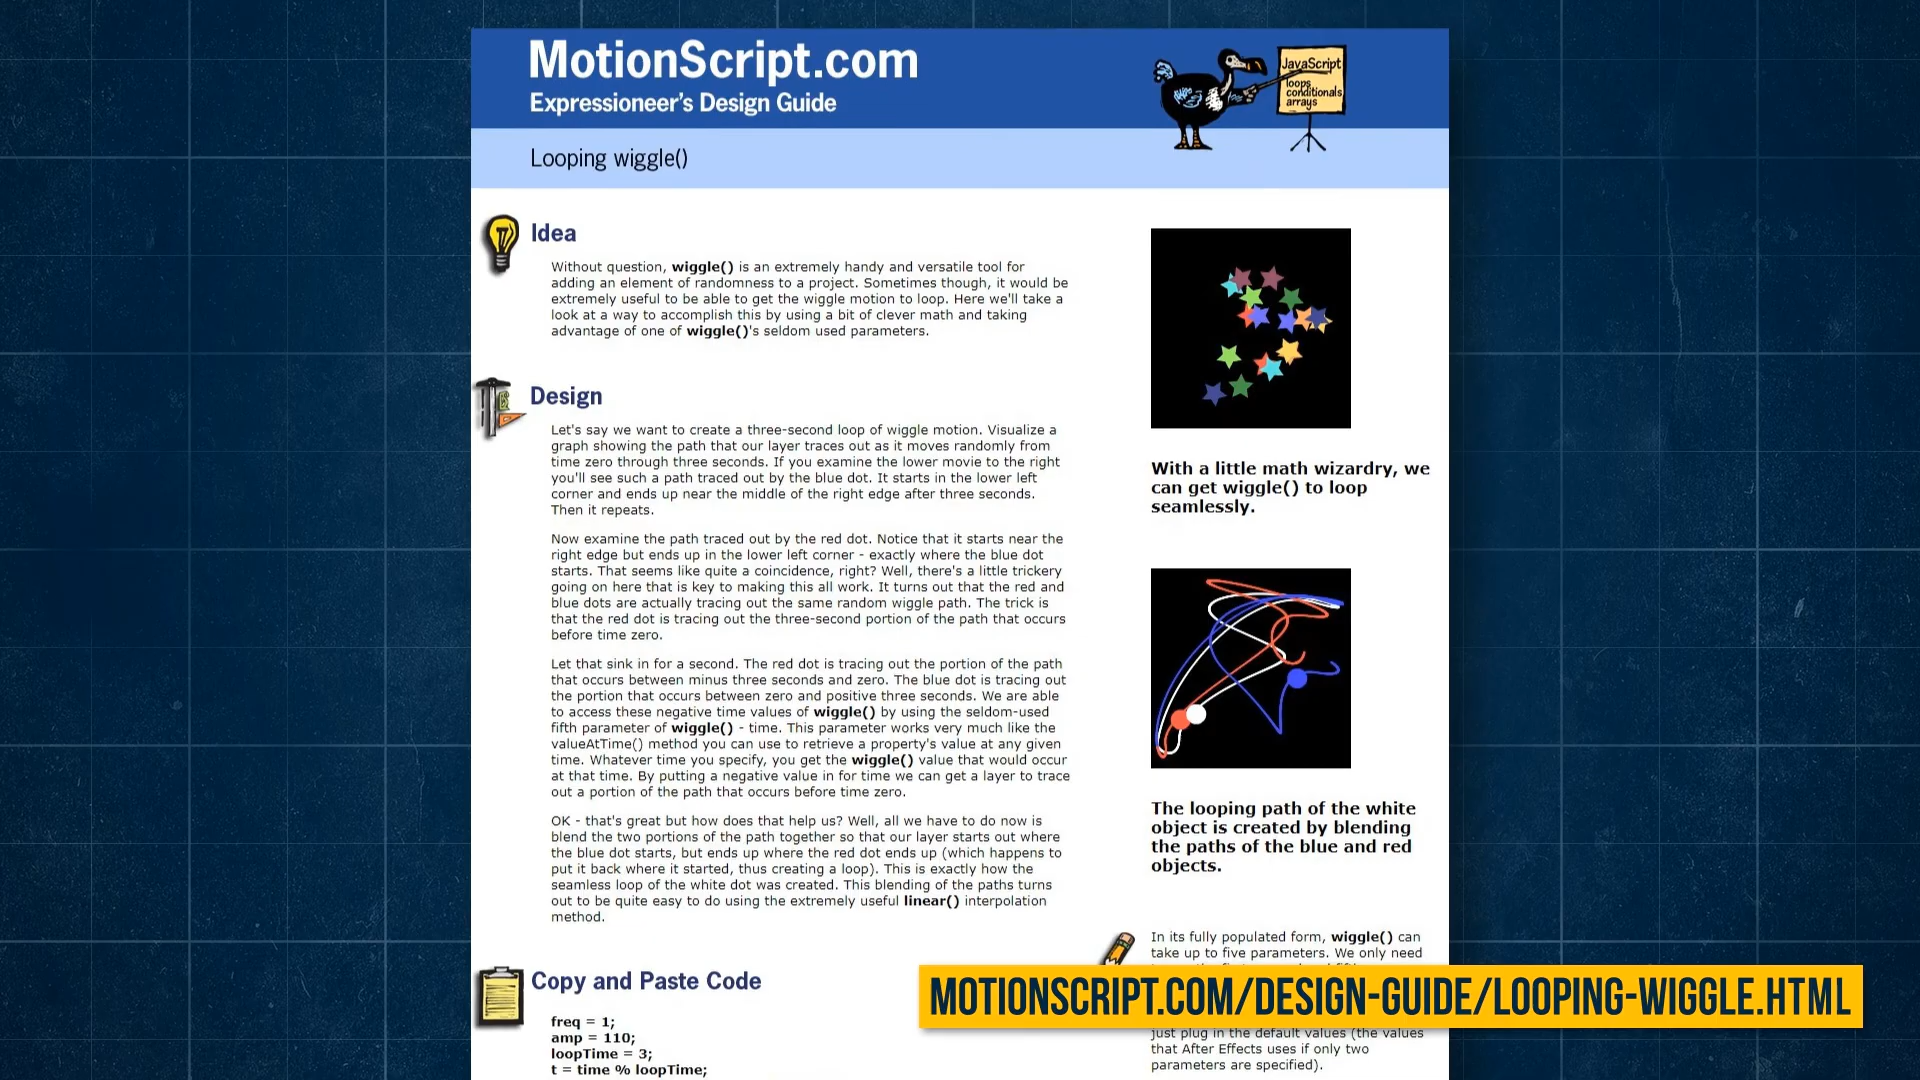 MotionScript.com
Expressioneer's Design Guide
JavaScript
loops
conditionals
arrays
Looping wiggle()
Idea
Without question, wiggle() is an extremely handy and versatile tool for
adding an element of randomness to a project. Sometimes though, it would be
extremely useful to be able to get the wiggle motion to loop. Here we'll take a
look at a way to accomplish this by using a bit of clever math and taking
advantage of one of wiggle()'s seldom used parameters.
Design
Let's say we want to create a three-second loop of wiggle motion. Visualize a
graph showing the path that our layer traces out as it moves randomly from
time zero through three seconds. If you examine the lower movie to the right
you'll see such a path traced out by the blue dot. It starts in the lower left
corner and ends up near the middle of the right edge after three seconds.
Then it repeats.
Now examine the path traced out by the red dot. Notice that it starts near the
right edge but ends up in the lower left corner - exactly where the blue dot
starts. That seems like quite a coincidence, right? Well, there's a little trickery
going on here that is key to making this all work. It turns out that the red and
blue dots are actually tracing out the same random wiggle path. The trick is
that the red dot is tracing out the three-second portion of the path that occurs
before time zero.
Let that sink in for a second. The red dot is tracing out the portion of the path
that occurs between minus three seconds and zero. The blue dot is tracing out
the portion that occurs between zero and positive three seconds. We are able
to access these negative time values of wiggle() by using the seldom-used
fifth parameter of wiggle() - time. This parameter works very much like the
valueAtTime() method you can use to retrieve a property's value at any given
time. Whatever time you specify, you get the wiggle() value that would occur
at that time. By putting a negative value in for time we can get a layer to trace
out a portion of the path that occurs before time zero.
OK - that's great but how does that help us? Well, all we have to do now is
blend the two portions of the path together so that our layer starts out where
the blue dot starts, but ends up where the red dot ends up (which happens to
put it back where it started, thus creating a loop). This is exactly how the
seamless loop of the white dot was created. This blending of the paths turns
out to be quite easy to do using the extremely useful linear() interpolation
method.
Copy and Paste Code
freq = 1;
amp = 110;
loopTime = 3;
t = time % loopTime;
With a little math wizardry, we
can get wiggle() to loop
seamlessly.
The looping path of the white
object is created by blending
the paths of the blue and red
objects.
In its fully populated form, wiggle() can
take up to five parameters. We only need
MOTIONSCRIPT.COM/DESIGN-GUIDE/LOOPING-WIGGLE.HTML
just plug in the default values (the values
that After Effects uses if only two
parameters are specified).